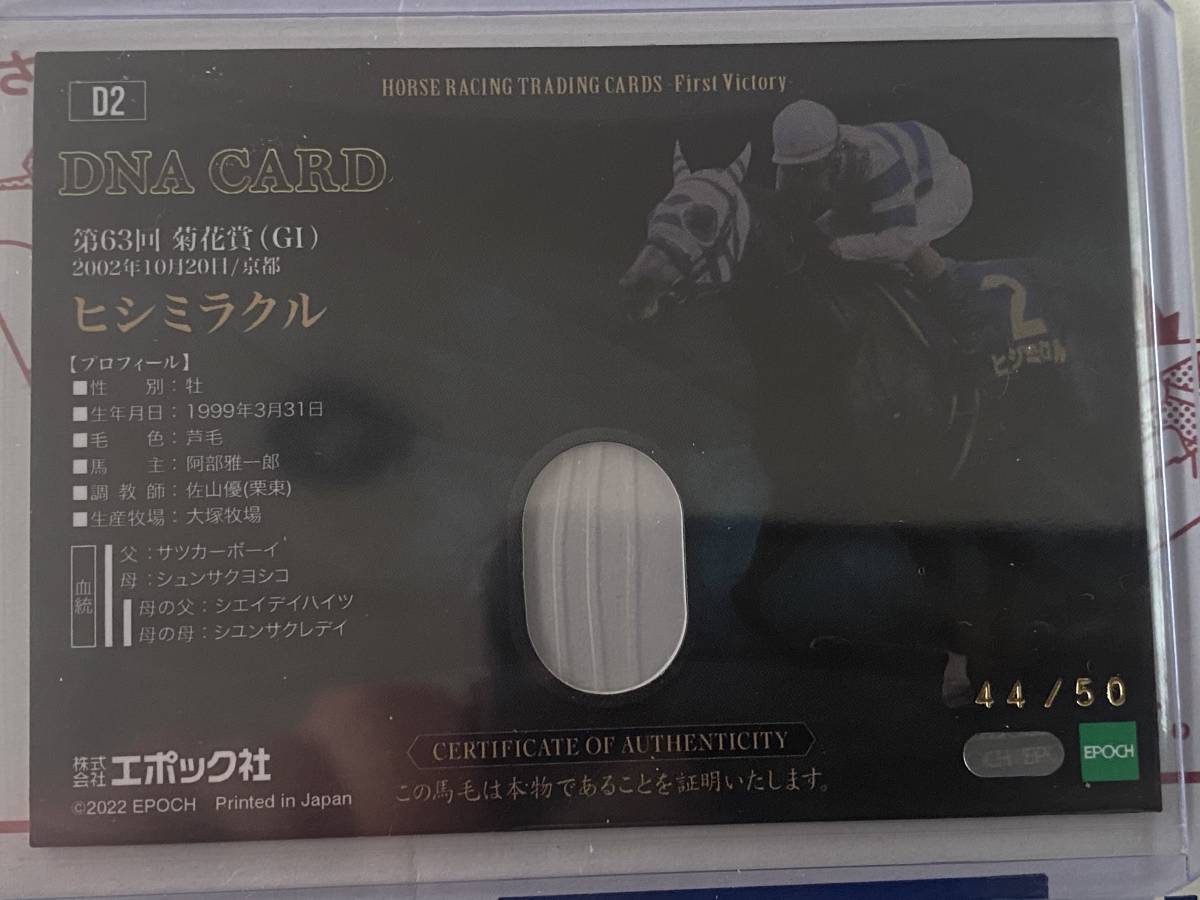 さ
D2
HORSE RACING TRADING CARDS -First Victory-
DNA CARD
第63回 菊花賞(GI)
2002年10月20日/京都
ヒシミラクル
【プロフィール】
■性 別：牡
■生年月日：1999年3月31日
■毛 色：芦毛
■馬 主：阿部雅一郎
■調教師：佐山優(栗東)
■生産牧場：大塚牧場
血統
父：サツカーボーイ
母：シュンサクヨシコ
母の父：シエイデイハイツ
母の母：シユンサクレデイ
2
44/50
CERTIFICATE OF AUTHENTICITY
この馬毛は本物であることを証明いたします。
株式会社エポック社
©2022 EPOCH Printed in Japan
EPOCH